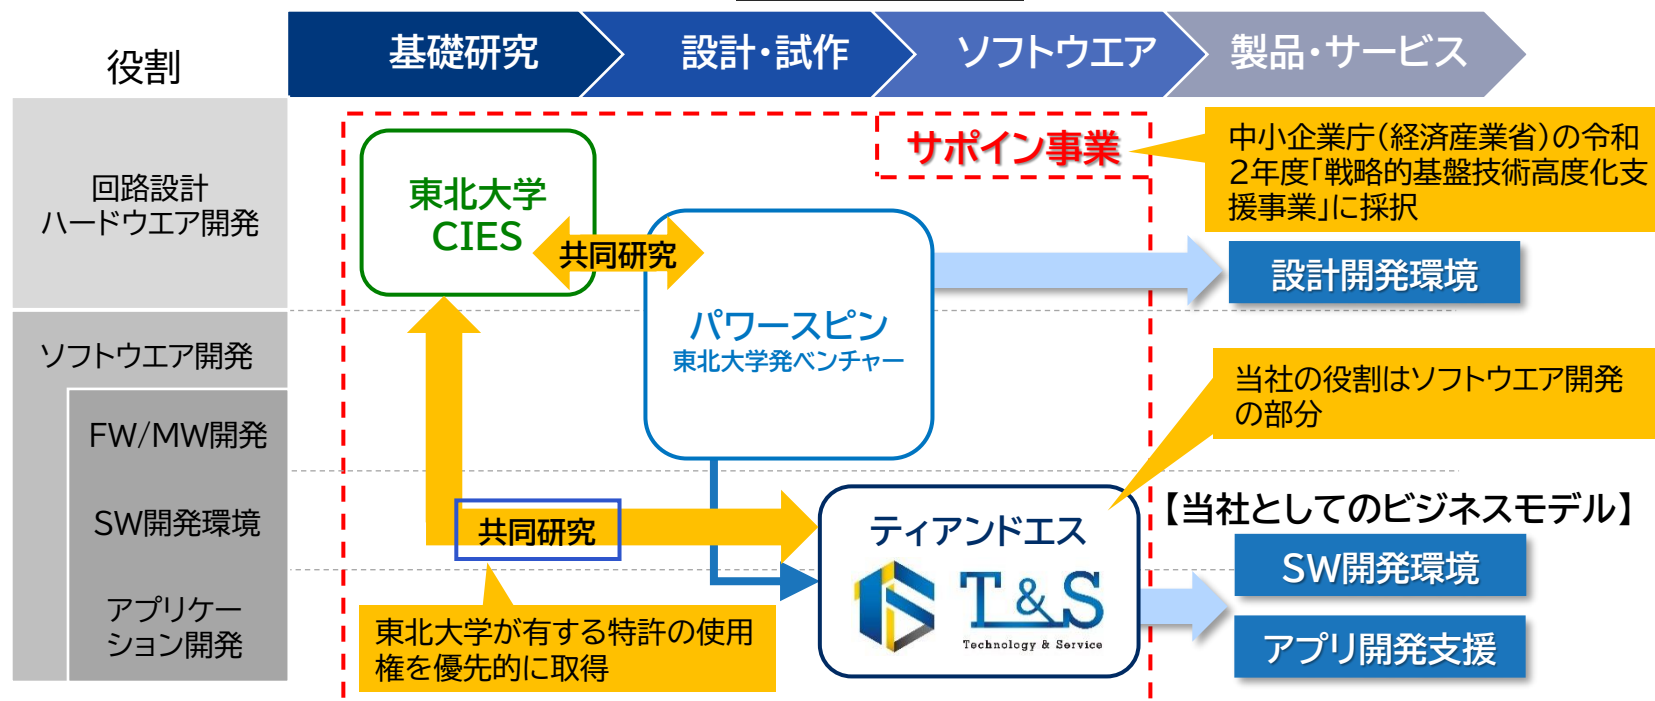 役割
基礎研究
設計・試作
ソフトウエア
製品・サービス
回路設計
ハードウエア開発
ソフトウエア開発
FW/MW開発
SW開発環境
アプリケー
ション開発
サポイン事業
中小企業庁（経済産業省）の令和
2年度「戦略的基盤技術高度化支
援事業」に採択
東北大学
CIES
共同研究
パワースピン
東北大学発ベンチャー
設計開発環境
当社の役割はソフトウエア開発
の部分
共同研究
東北大学が有する特許の使用
権を優先的に取得
ティアンドエス
T&S
Technology & Service
【当社としてのビジネスモデル】
SW開発環境
アプリ開発支援